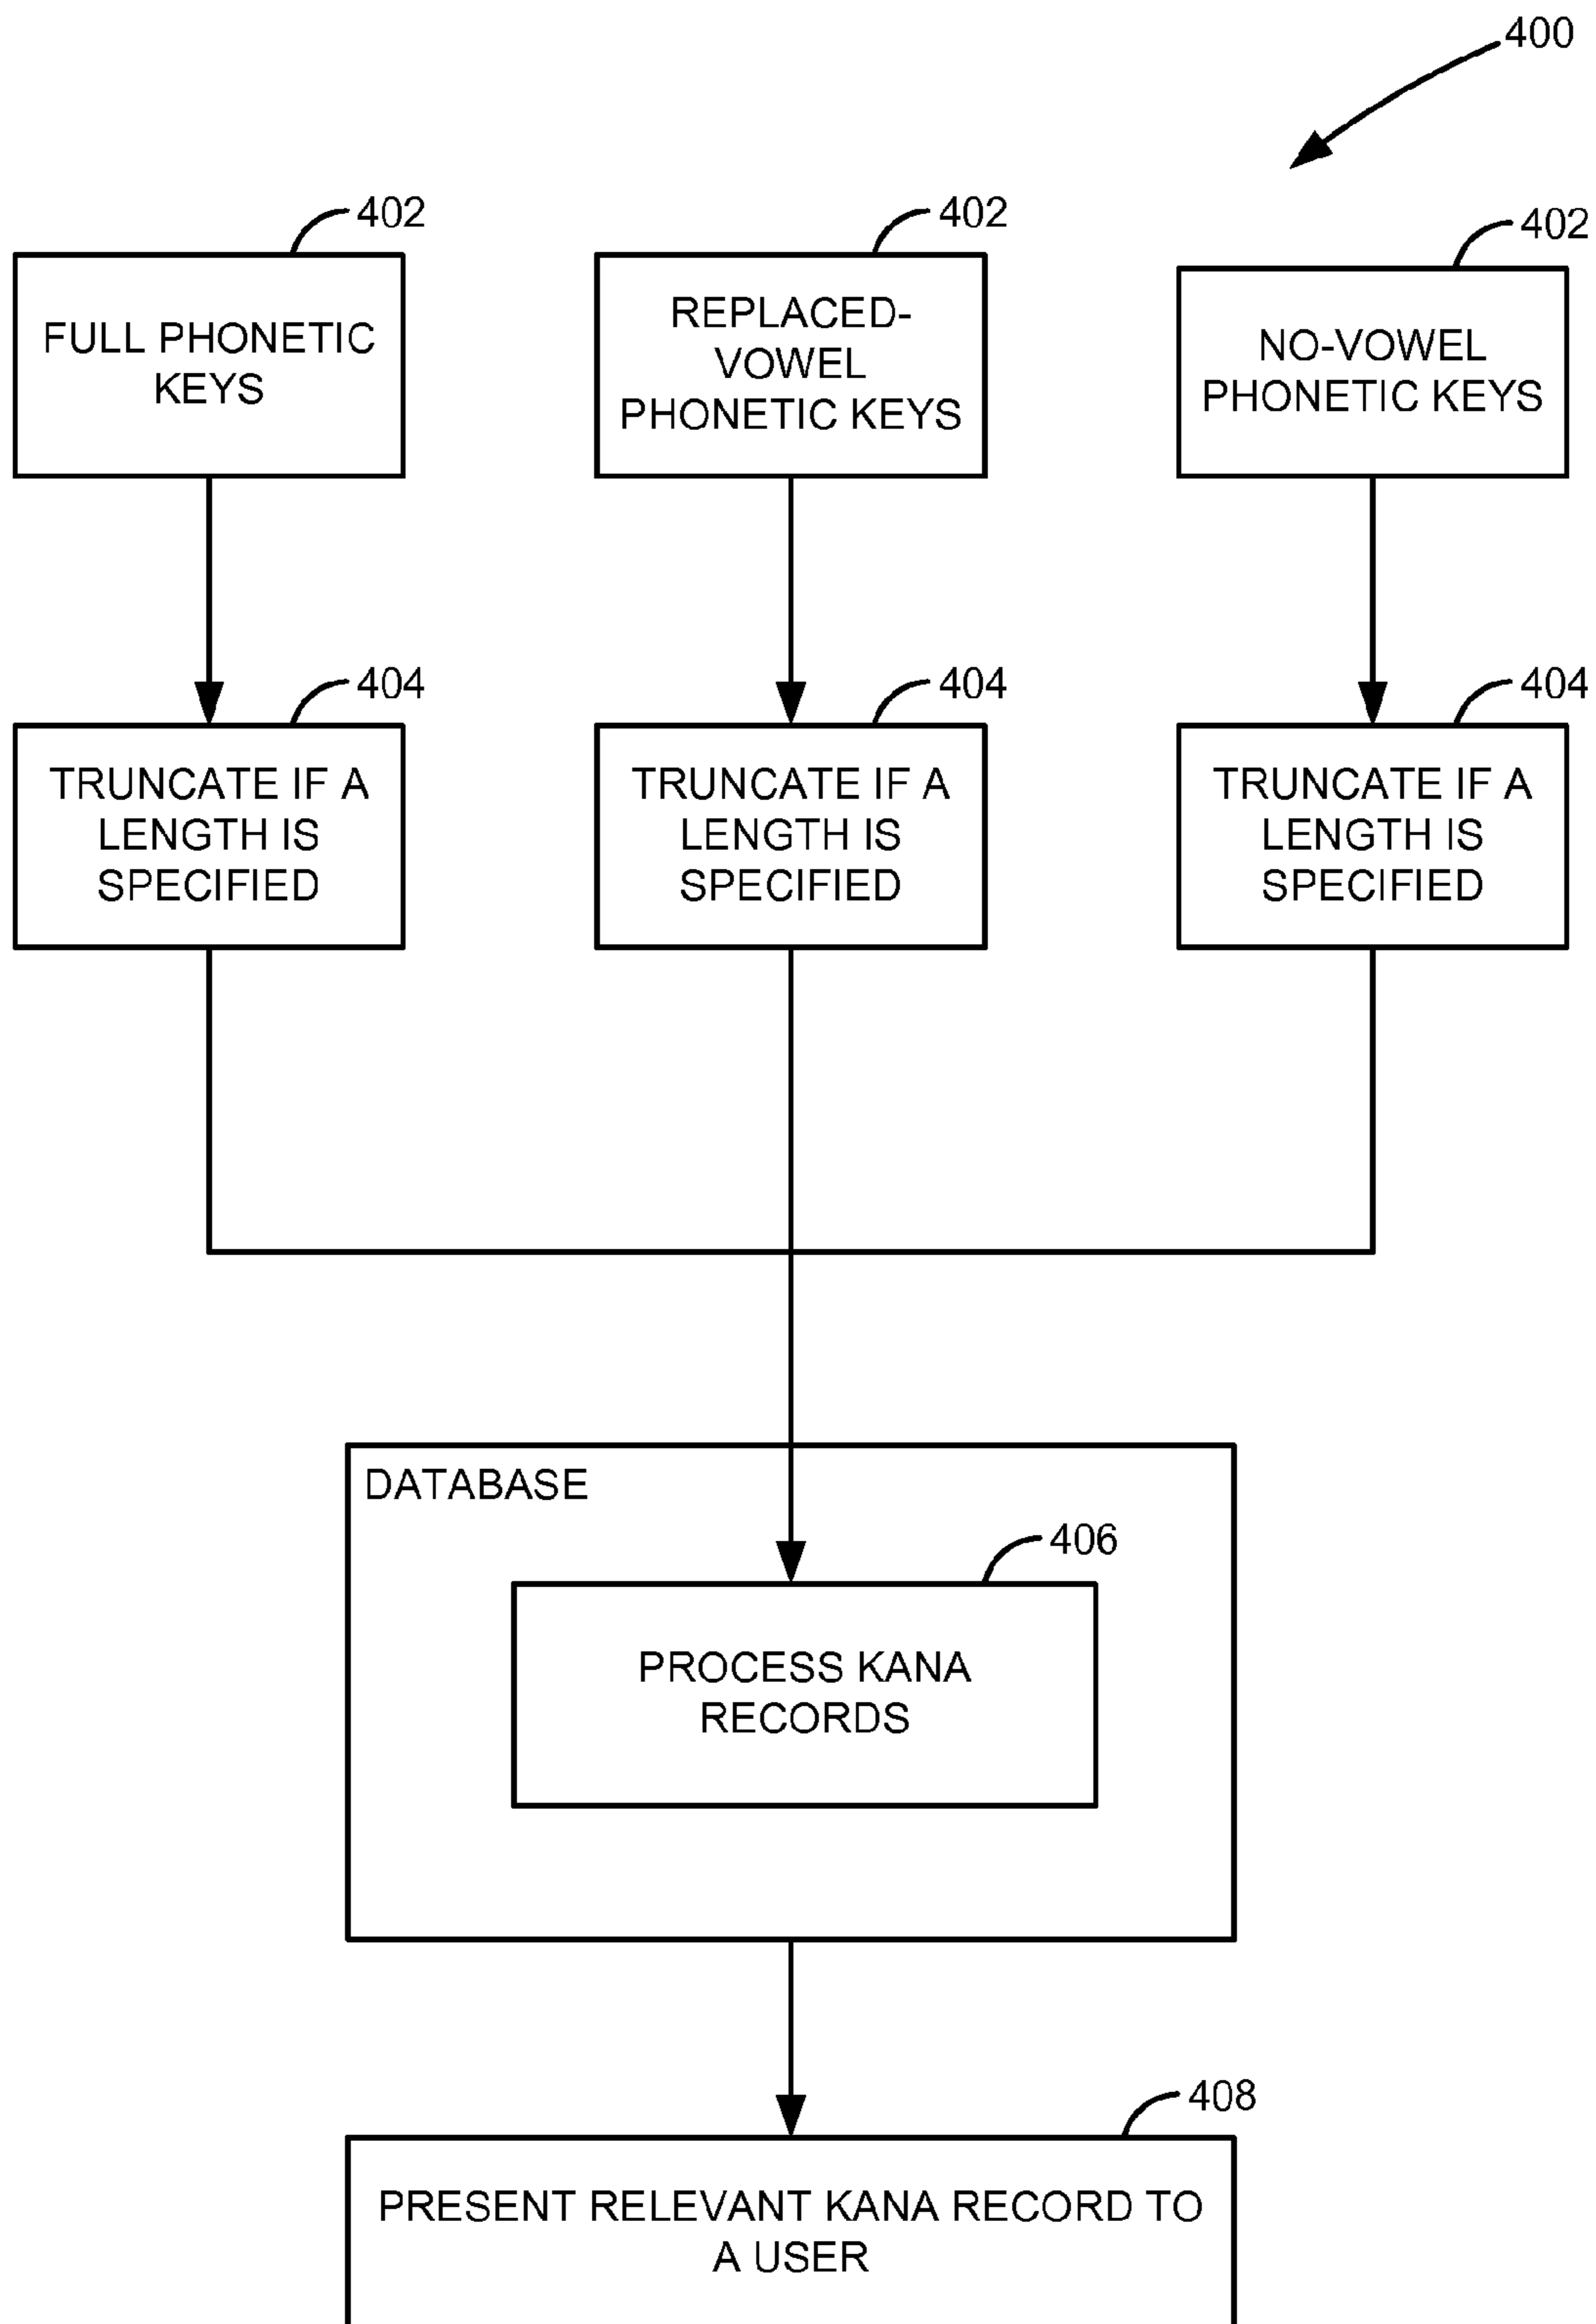 400
402
402
402
FULL PHONETIC
KEYS
REPLACED-
VOWEL
PHONETIC KEYS
NO-VOWEL
PHONETIC KEYS
404
404
404
TRUNCATE IF A
LENGTH IS
SPECIFIED
TRUNCATE IF A
LENGTH IS
SPECIFIED
TRUNCATE IF A
LENGTH IS
SPECIFIED
DATABASE
406
PROCESS KANA
RECORDS
408
PRESENT RELEVANT KANA RECORD TO
A USER